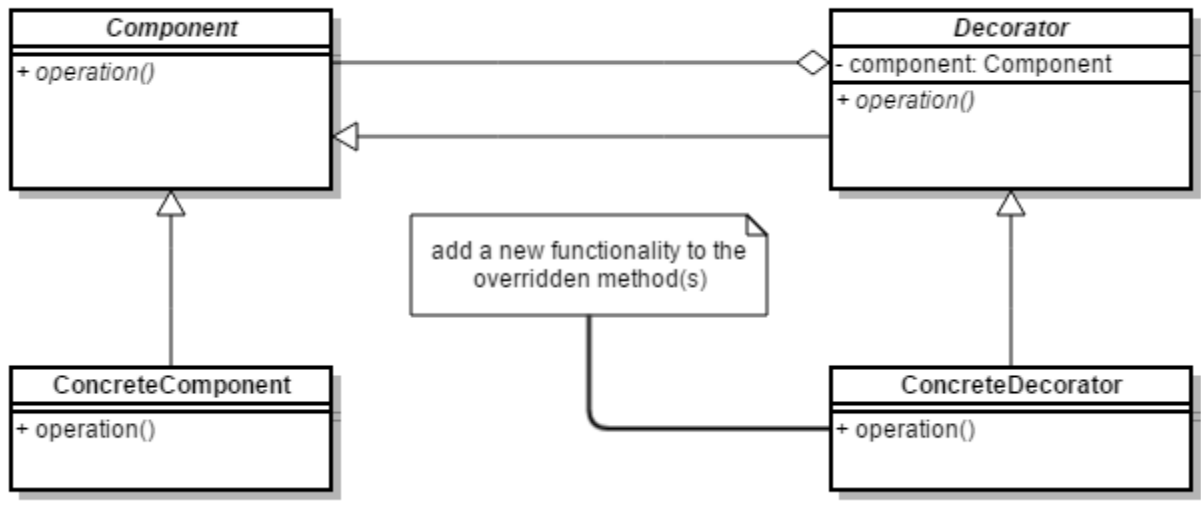 Component
+ operation()
Decorator
- component: Component
+ operation()
add a new functionality to the
overridden method(s)
ConcreteComponent
+ operation()
ConcreteDecorator
+ operation()